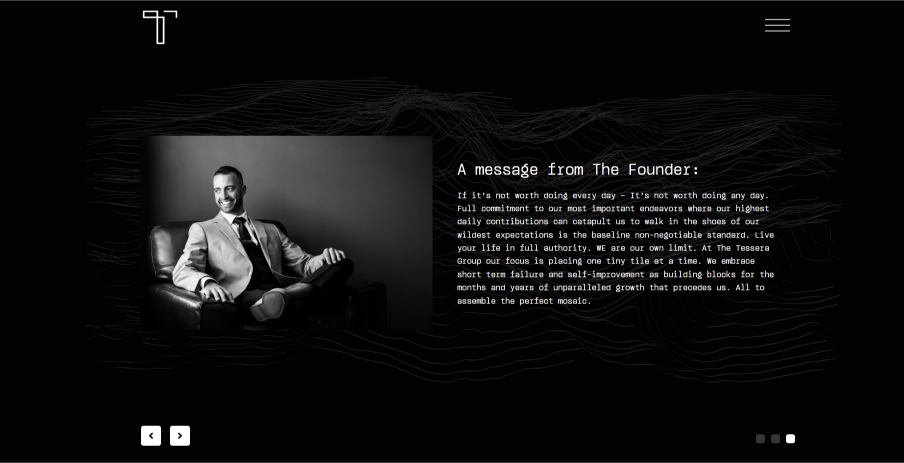 A message from The Founder:
If it's not worth doing every day – It's not worth doing any day.
Full commitment to our most important endeavors where our highest
daily contributions can catapult us to walk in the shoes of our
wildest expectations is the baseline non-negotiable standard. Live
your life in full authority. WE are our own limit. At The Tessera
Group our focus is placing one tiny tile at a time. We embrace
short term failure and self-improvement as building blocks for the
months and years of unparalleled growth that precedes us. All to
assemble the perfect mosaic.